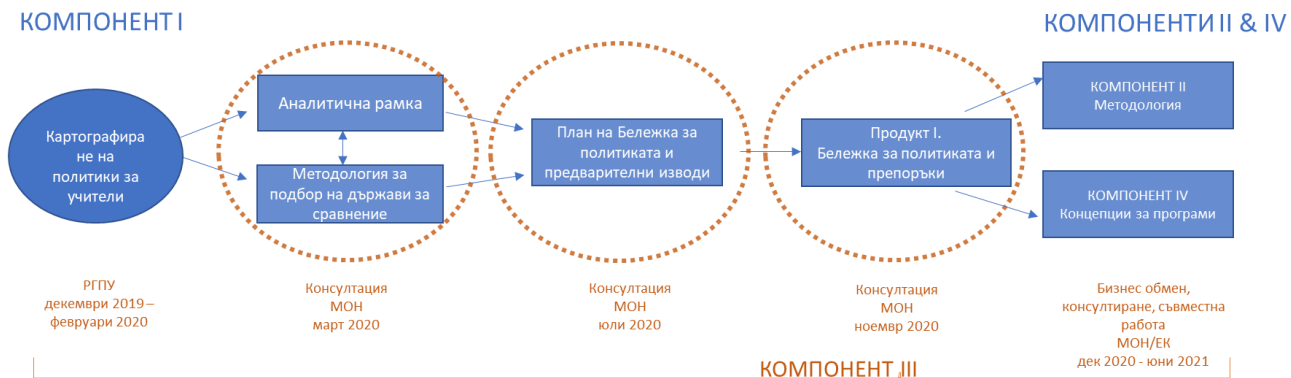 КОМПОНЕНТ I
КОМПОНЕНТИ II & IV
Картографира
не на
политики за
учители
Аналитична рамка
Методология за
подбор на държави за
сравнение
План на Бележка за
политиката и
предварителни изводи
Продукт I.
Бележка за политиката и
препоръки
КОМПОНЕНТ II
Методология
КОМПОНЕНТ IV
Концепции за програми
РГПУ
декември 2019 –
февруари 2020
Консултация
МОН
март 2020
Консултация
МОН
юли 2020
Консултация
МОН
ноемвр 2020
Бизнес обмен,
консултиране, съвместна
работа
МОН/ЕК
дек 2020 - юни 2021
КОМПОНЕНТ III